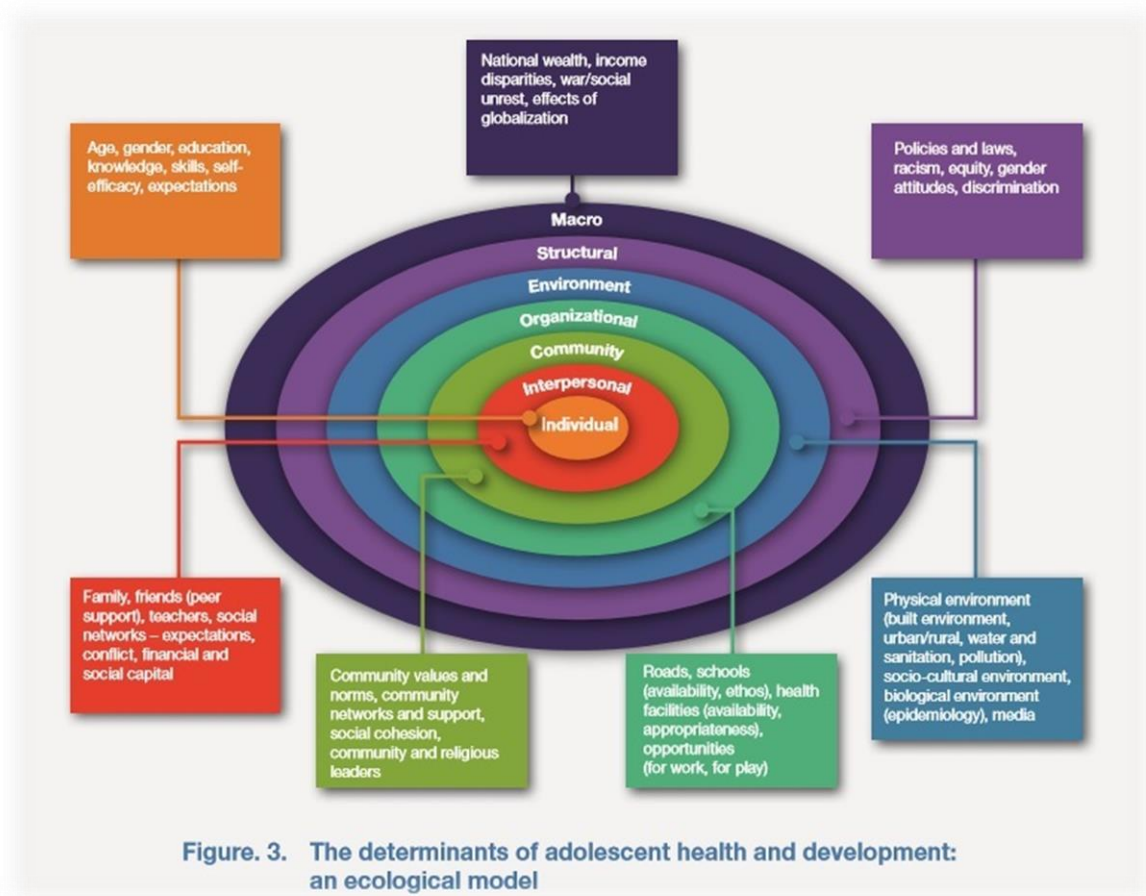 National wealth, income
disparities, war/social
unrest, effects of
globalization
Age, gender, education,
knowledge, skills, self-
efficacy, expectations
Policies and laws,
racism, equity, gender
attitudes, discrimination
Macro
Structural
Environment
Organizational
Community
Interpersonal
Individual
Family, friends (peer
support), teachers, social
networks – expectations,
conflict, financial and
social capital
Community values and
norms, community
networks and support,
social cohesion,
community and religious
leaders
Roads, schools
(availability, ethos), health
facilities (availability,
appropriateness),
opportunities
(for work, for play)
Physical environment
(built environment,
urban/rural, water and
sanitation, pollution),
socio-cultural environment,
biological environment
(epidemiology), media
Figure. 3. The determinants of adolescent health and development:
an ecological model